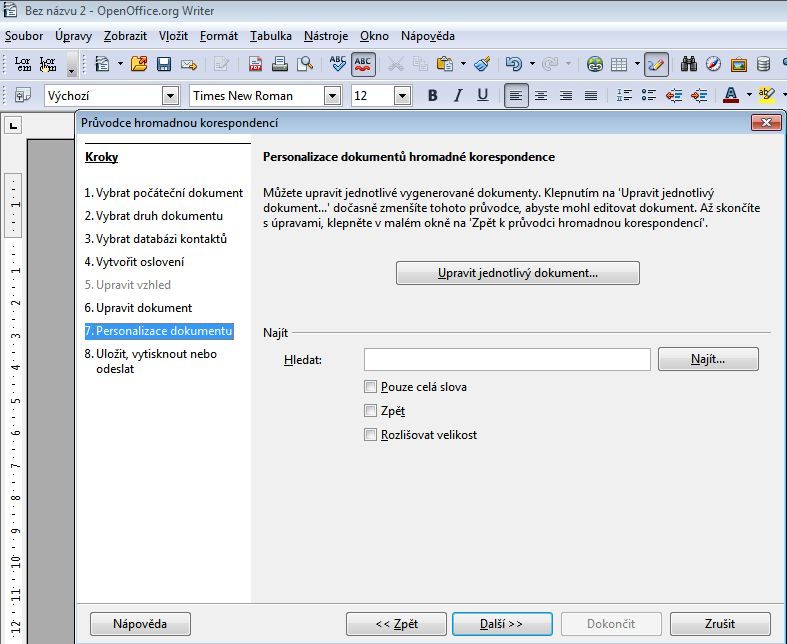 Bez názvu 2 - OpenOffice.org Writer
Soubor Úpravy Zobrazit Vložit Formát Tabulka Nástroje Okno Nápověda
Výchozí Times New Roman 12 B I U
Průvodce hromadnou korespondencí
Kroky
1. Vybrat počáteční dokument
2. Vybrat druh dokumentu
3. Vybrat databázi kontaktů
4. Vytvořit oslovení
5. Upravit vzhled
6. Upravit dokument
7. Personalizace dokumentu
8. Uložit, vytisknout nebo
odeslat
Personalizace dokumentů hromadné korespondence
Můžete upravit jednotlivé vygenerované dokumenty. Klepnutím na 'Upravit jednotlivý
dokument...' dočasně zmenšíte tohoto průvodce, abyste mohl editovat dokument. Až skončíte
s úpravami, klepněte v malém okně na 'Zpět k průvodci hromadnou korespondencí'.
Upravit jednotlivý dokument...
Najít
Hledat:
Najít...
Pouze celá slova
Zpět
Rozlišovat velikost
Nápověda << Zpět Další >> Dokončit Zrušit